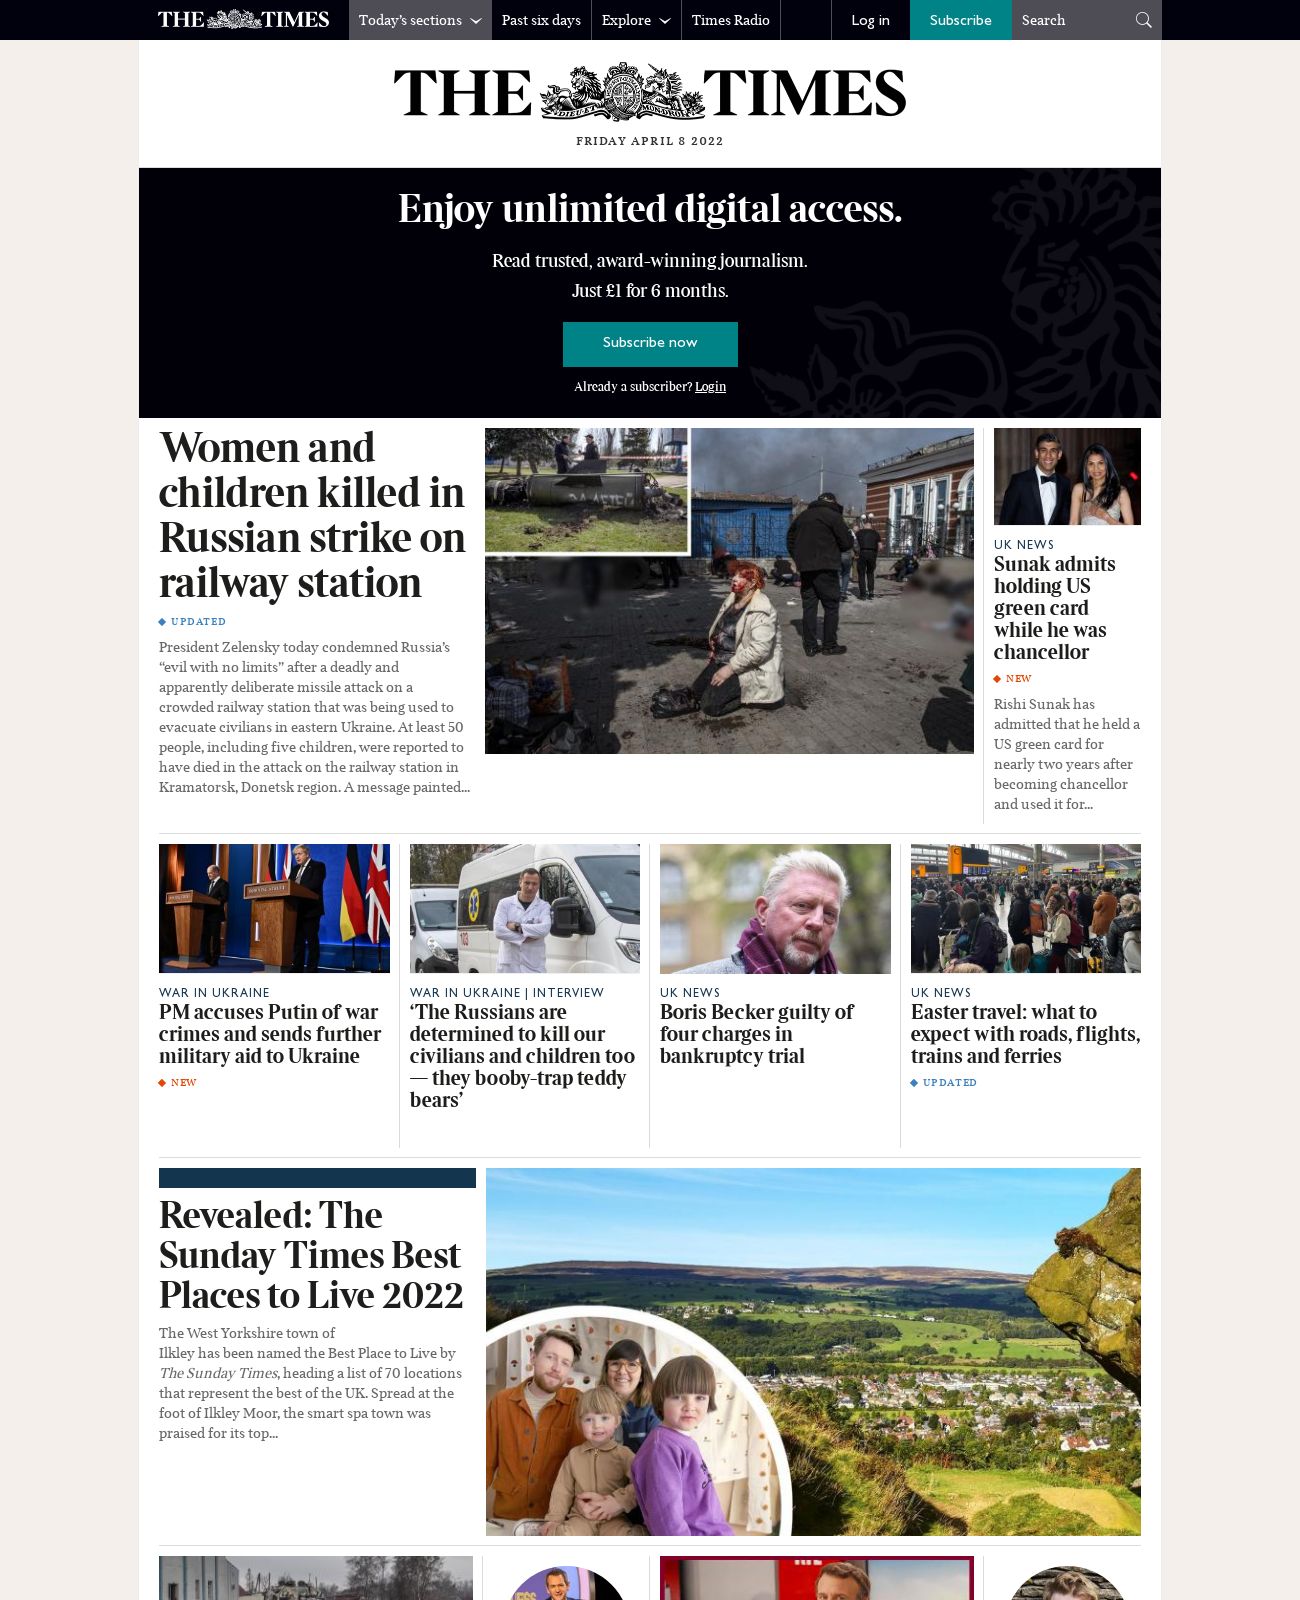 THE TIMES
Today's sections
Past six days
Explore
Times Radio
Log in
Subscribe
Search
THE TIMES
DIEU ET MON DROIT
FRIDAY APRIL 8 2022
Enjoy unlimited digital access.
Read trusted, award-winning journalism.
Just £1 for 6 months.
Subscribe now
Already a subscriber? Login
Women and
children killed in
Russian strike on
railway station
UPDATED
President Zelensky today condemned Russia's
“evil with no limits” after a deadly and
apparently deliberate missile attack on a
crowded railway station that was being used to
evacuate civilians in eastern Ukraine. At least 50
people, including five children, were reported to
have died in the attack on the railway station in
Kramatorsk, Donetsk region. A message painted...
UK NEWS
Sunak admits
holding US
green card
while he was
chancellor
NEW
Rishi Sunak has
admitted that he held a
US green card for
nearly two years after
becoming chancellor
and used it for...
DOWNING STREET
103
WAR IN UKRAINE
PM accuses Putin of war
crimes and sends further
military aid to Ukraine
NEW
WAR IN UKRAINE | INTERVIEW
‘The Russians are
determined to kill our
civilians and children too
— they booby-trap teddy
bears’
UK NEWS
Boris Becker guilty of
four charges in
bankruptcy trial
UK NEWS
Easter travel: what to
expect with roads, flights,
trains and ferries
UPDATED
Revealed: The
Sunday Times Best
Places to Live 2022
The West Yorkshire town of
Ilkley has been named the Best Place to Live by
The Sunday Times, heading a list of 70 locations
that represent the best of the UK. Spread at the
foot of Ilkley Moor, the smart spa town was
praised for its top...